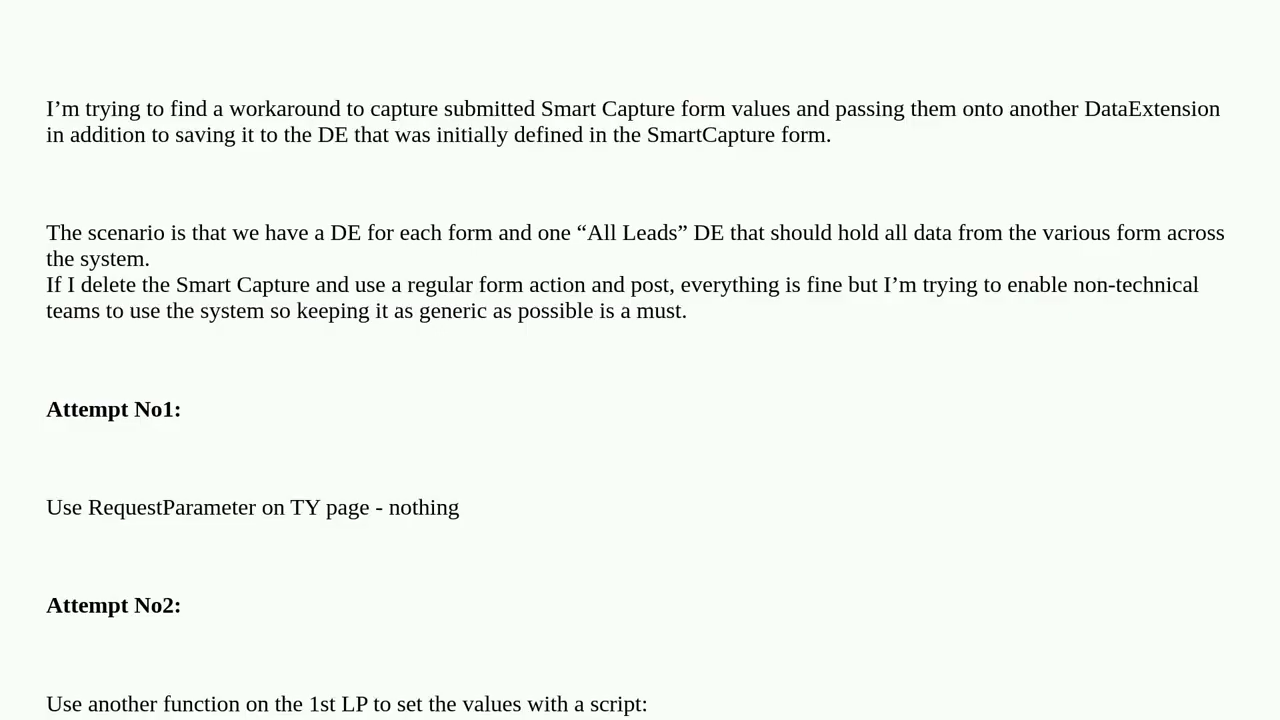 I’m trying to find a workaround to capture submitted Smart Capture form values and passing them onto another DataExtension
in addition to saving it to the DE that was initially defined in the SmartCapture form.
The scenario is that we have a DE for each form and one “All Leads” DE that should hold all data from the various form across
the system.
If I delete the Smart Capture and use a regular form action and post, everything is fine but I’m trying to enable non-technical
teams to use the system so keeping it as generic as possible is a must.
Attempt No1:
Use RequestParameter on TY page - nothing
Attempt No2:
Use another function on the 1st LP to set the values with a script: